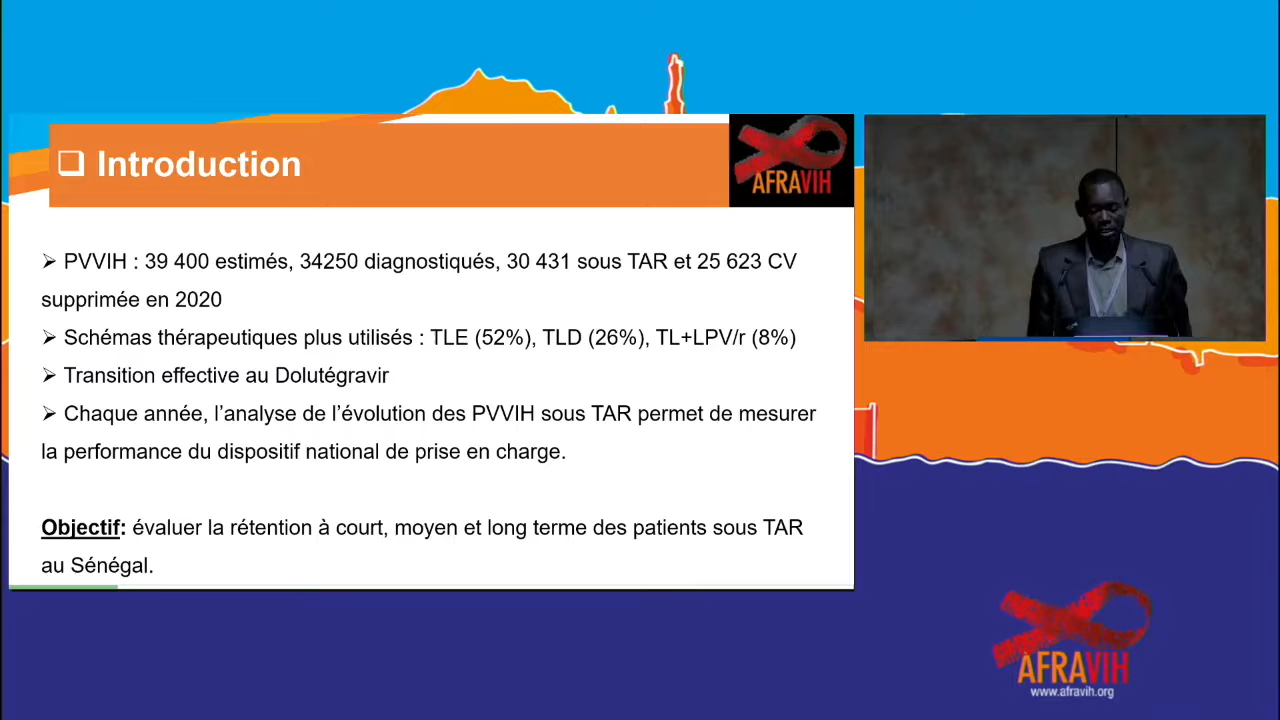 ❑ Introduction
AFRAVIH
➢ PVVIH : 39 400 estimés, 34250 diagnostiqués, 30 431 sous TAR et 25 623 CV
supprimée en 2020
➢ Schémas thérapeutiques plus utilisés : TLE (52%), TLD (26%), TL+LPV/r (8%)
➢ Transition effective au Dolutégravir
➢ Chaque année, l’analyse de l’évolution des PVVIH sous TAR permet de mesurer
la performance du dispositif national de prise en charge.
Objectif: évaluer la rétention à court, moyen et long terme des patients sous TAR
au Sénégal.
AFRAVIH
www.afravih.org